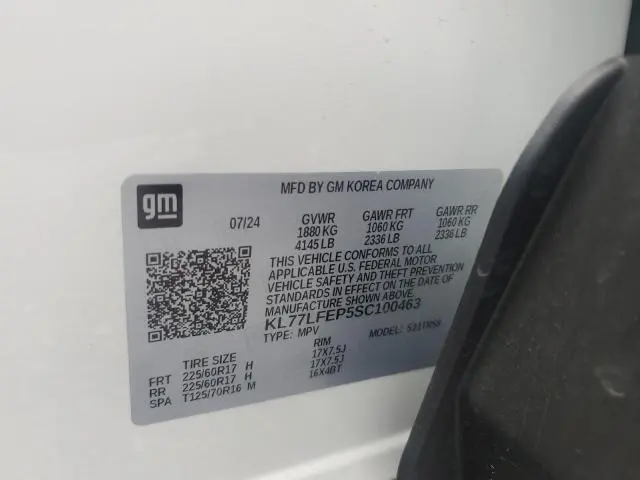 MFD BY GM KOREA COMPANY
gm
07/24 GVWR GAWR FRT GAWR RR
1880 KG 1060 KG 1060 KG
4145 LB 2336 LB 2336 LB
THIS VEHICLE CONFORMS TO ALL
APPLICABLE U.S. FEDERAL MOTOR
VEHICLE SAFETY AND THEFT PREVENTION
STANDARDS IN EFFECT ON THE DATE OF
MANUFACTURE SHOWN ABOVE.
KL77LFEP5SC100463
TYPE: MPV MODEL:
TIRE SIZE RIM
FRT 225/60R17 H 17X7.5J
RR 225/60R17 H 17X7.5J
SPA T125/70R16 M 16X4BT